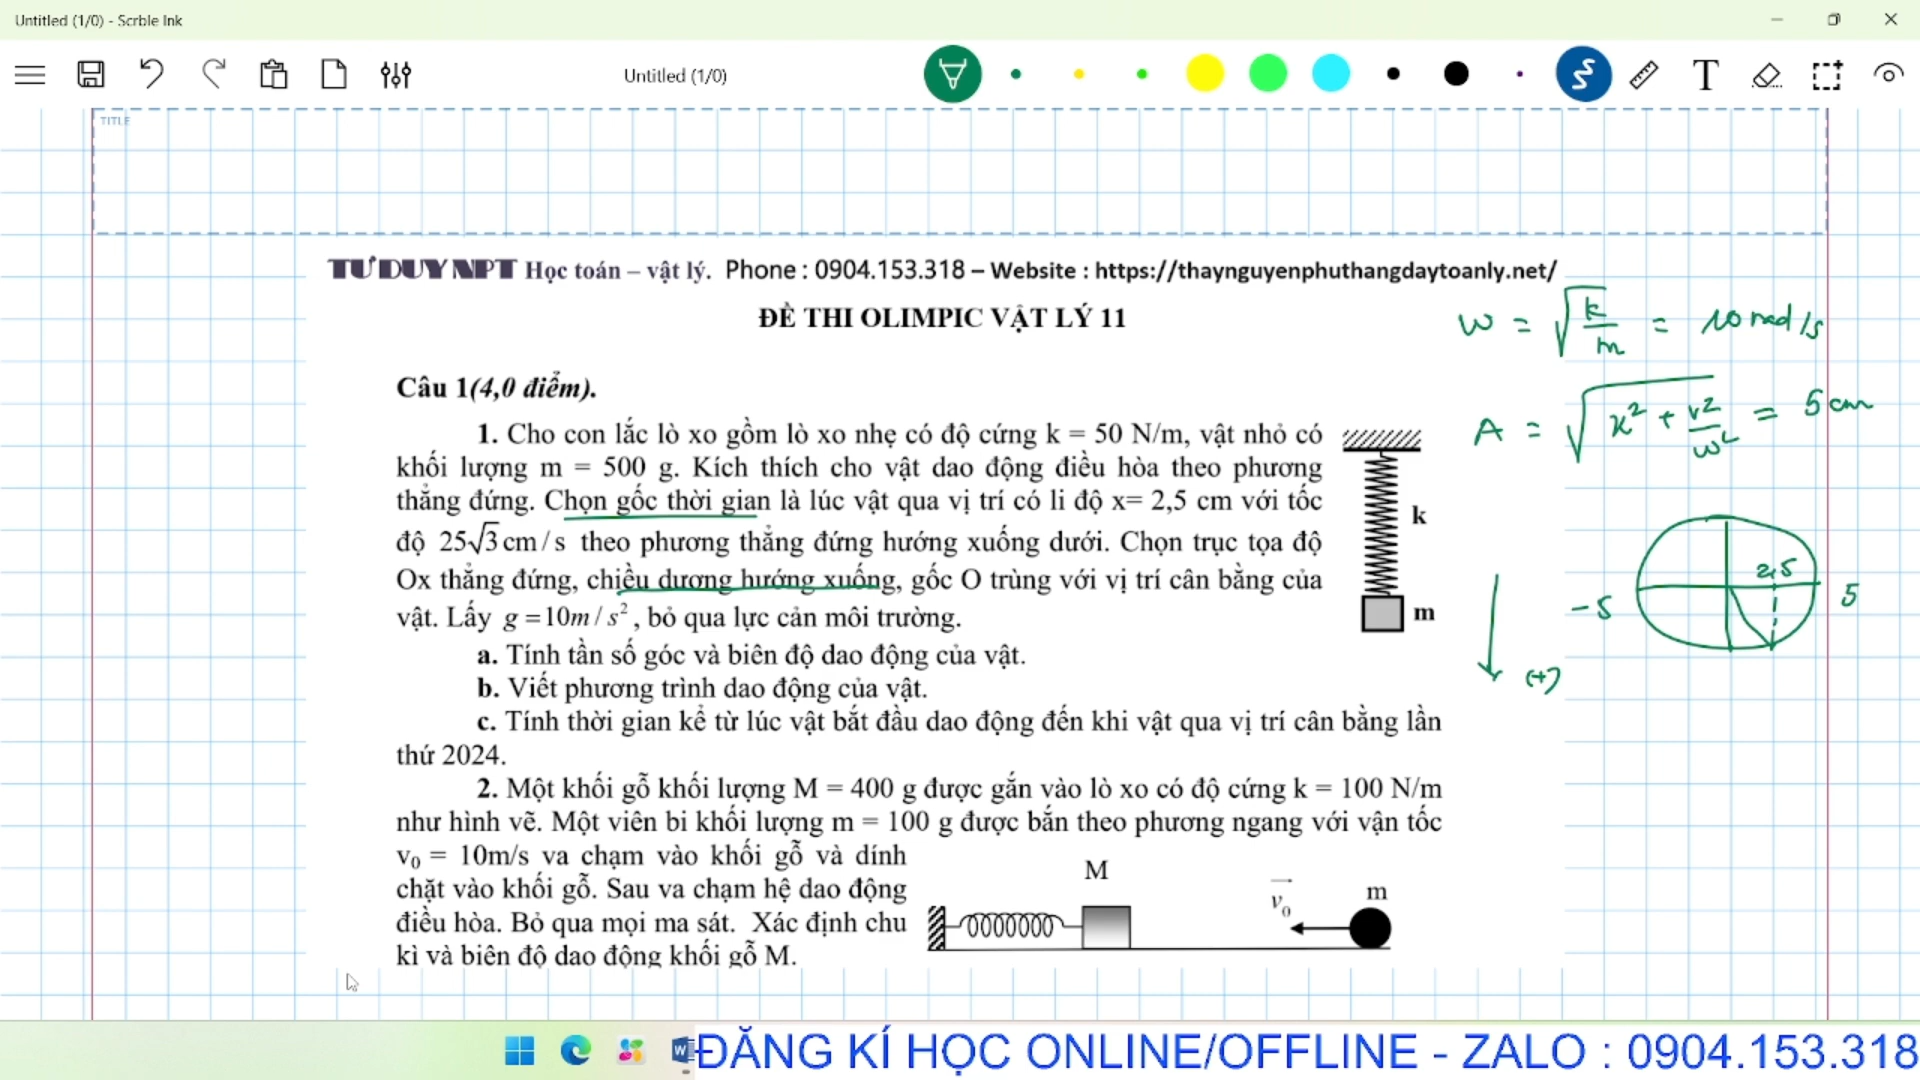 Untitled (1/0) - Scrble Ink
Untitled (1/0)
T
TITLE
TƯ DUY NPT Học toán – vật lý. Phone : 0904.153.318 – Website : https://thaynguyenphuthangdaytoanly.net/
ĐỀ THI OLIMPIC VẬT LÝ 11
w = √(k/m) = 10 rad/s
Câu 1(4,0 điểm).
A = √(x² + v²/w²) = 5 cm
1. Cho con lắc lò xo gồm lò xo nhẹ có độ cứng k = 50 N/m, vật nhỏ có
khối lượng m = 500 g. Kích thích cho vật dao động điều hòa theo phương
thẳng đứng. Chọn gốc thời gian là lúc vật qua vị trí có li độ x= 2,5 cm với tốc
độ 25√3 cm/s theo phương thẳng đứng hướng xuống dưới. Chọn trục tọa độ
Ox thẳng đứng, chiều dương hướng xuống, gốc O trùng với vị trí cân bằng của
vật. Lấy g =10m/s², bỏ qua lực cản môi trường.
k
m
2,5
-5
5
(+)
a. Tính tần số góc và biên độ dao động của vật.
b. Viết phương trình dao động của vật.
c. Tính thời gian kể từ lúc vật bắt đầu dao động đến khi vật qua vị trí cân bằng lần
thứ 2024.
2. Một khối gỗ khối lượng M = 400 g được gắn vào lò xo có độ cứng k = 100 N/m
như hình vẽ. Một viên bi khối lượng m = 100 g được bắn theo phương ngang với vận tốc
v₀ = 10m/s va chạm vào khối gỗ và dính
chặt vào khối gỗ. Sau va chạm hệ dao động
điều hòa. Bỏ qua mọi ma sát. Xác định chu
kì và biên độ dao động khối gỗ M.
M
v₀
m
ĐĂNG KÍ HỌC ONLINE/OFFLINE - ZALO : 0904.153.318